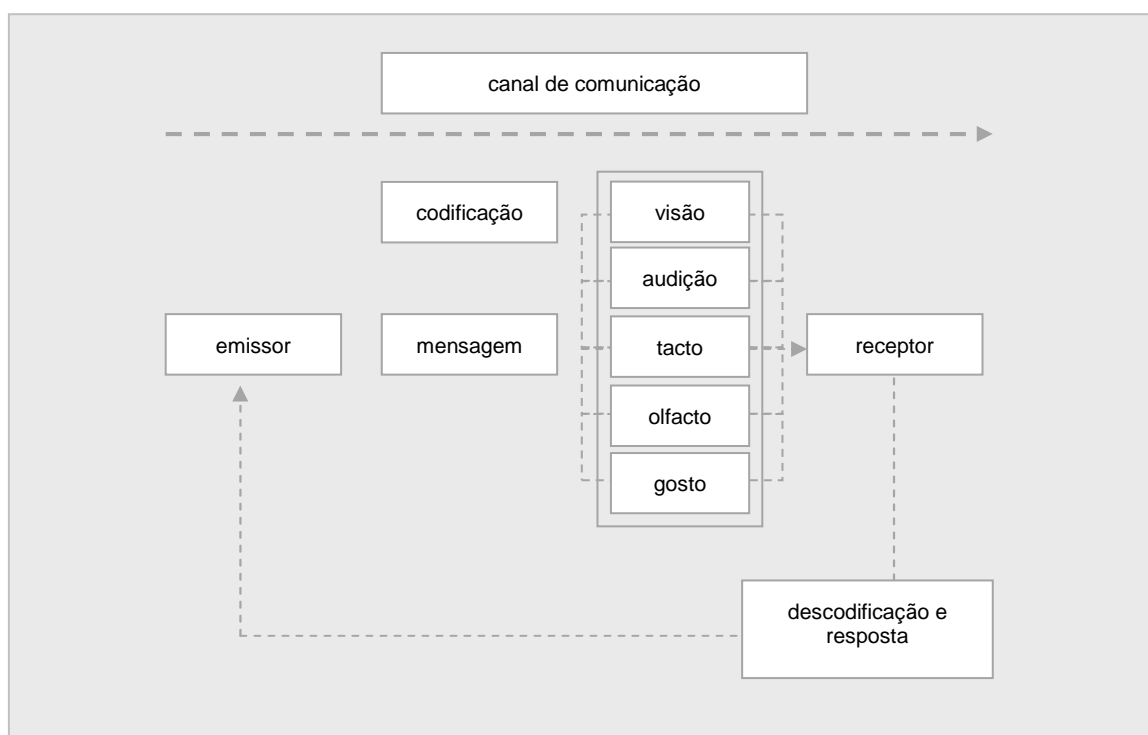 canal de comunicação
codificação
visão
audição
emissor
mensagem
tacto
receptor
olfacto
gosto
descodificação e
resposta